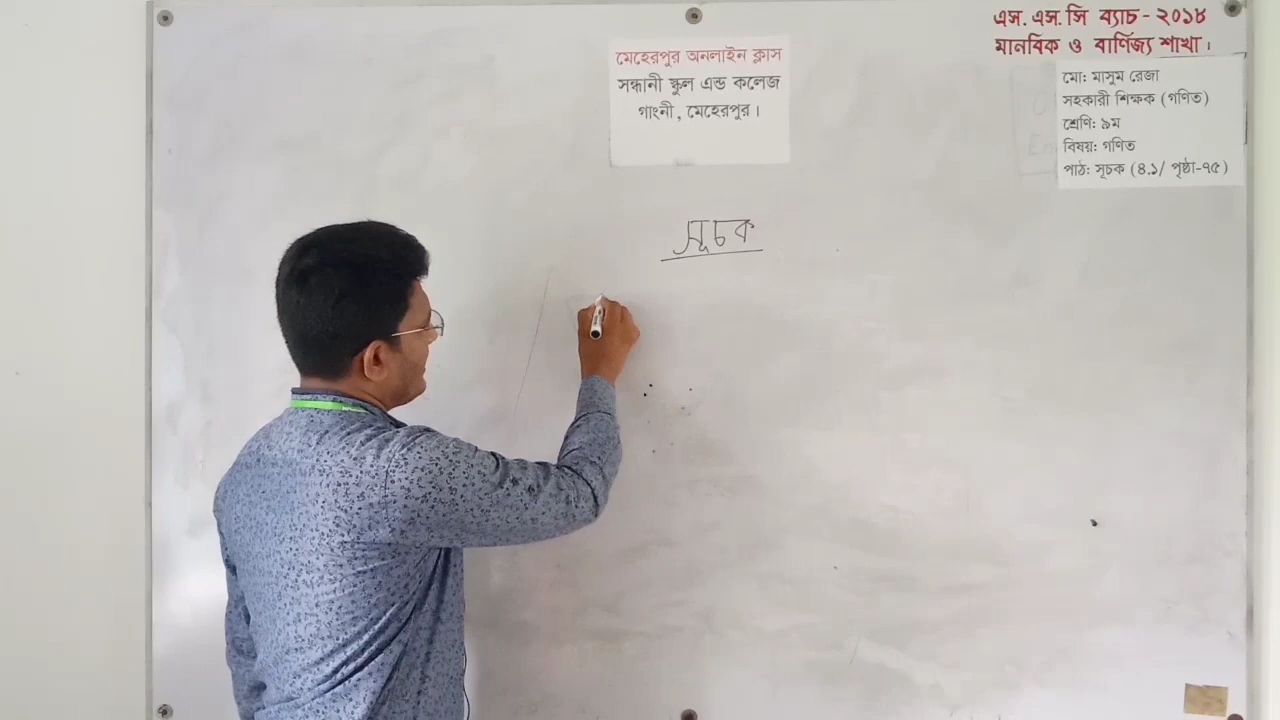 এস. এস. সি ব্যাচ - ২০১৮
মানবিক ও বাণিজ্য শাখা।
মেহেরপুর অনলাইন ক্লাস
সন্ধানী স্কুল এন্ড কলেজ
গাংনী, মেহেরপুর।
মো: মাসুম রেজা
সহকারী শিক্ষক (গণিত)
শ্রেণি: ৯ম
বিষয়: গণিত
পাঠ: সূচক (৪.১/ পৃষ্ঠা-৭৫)
সূচক